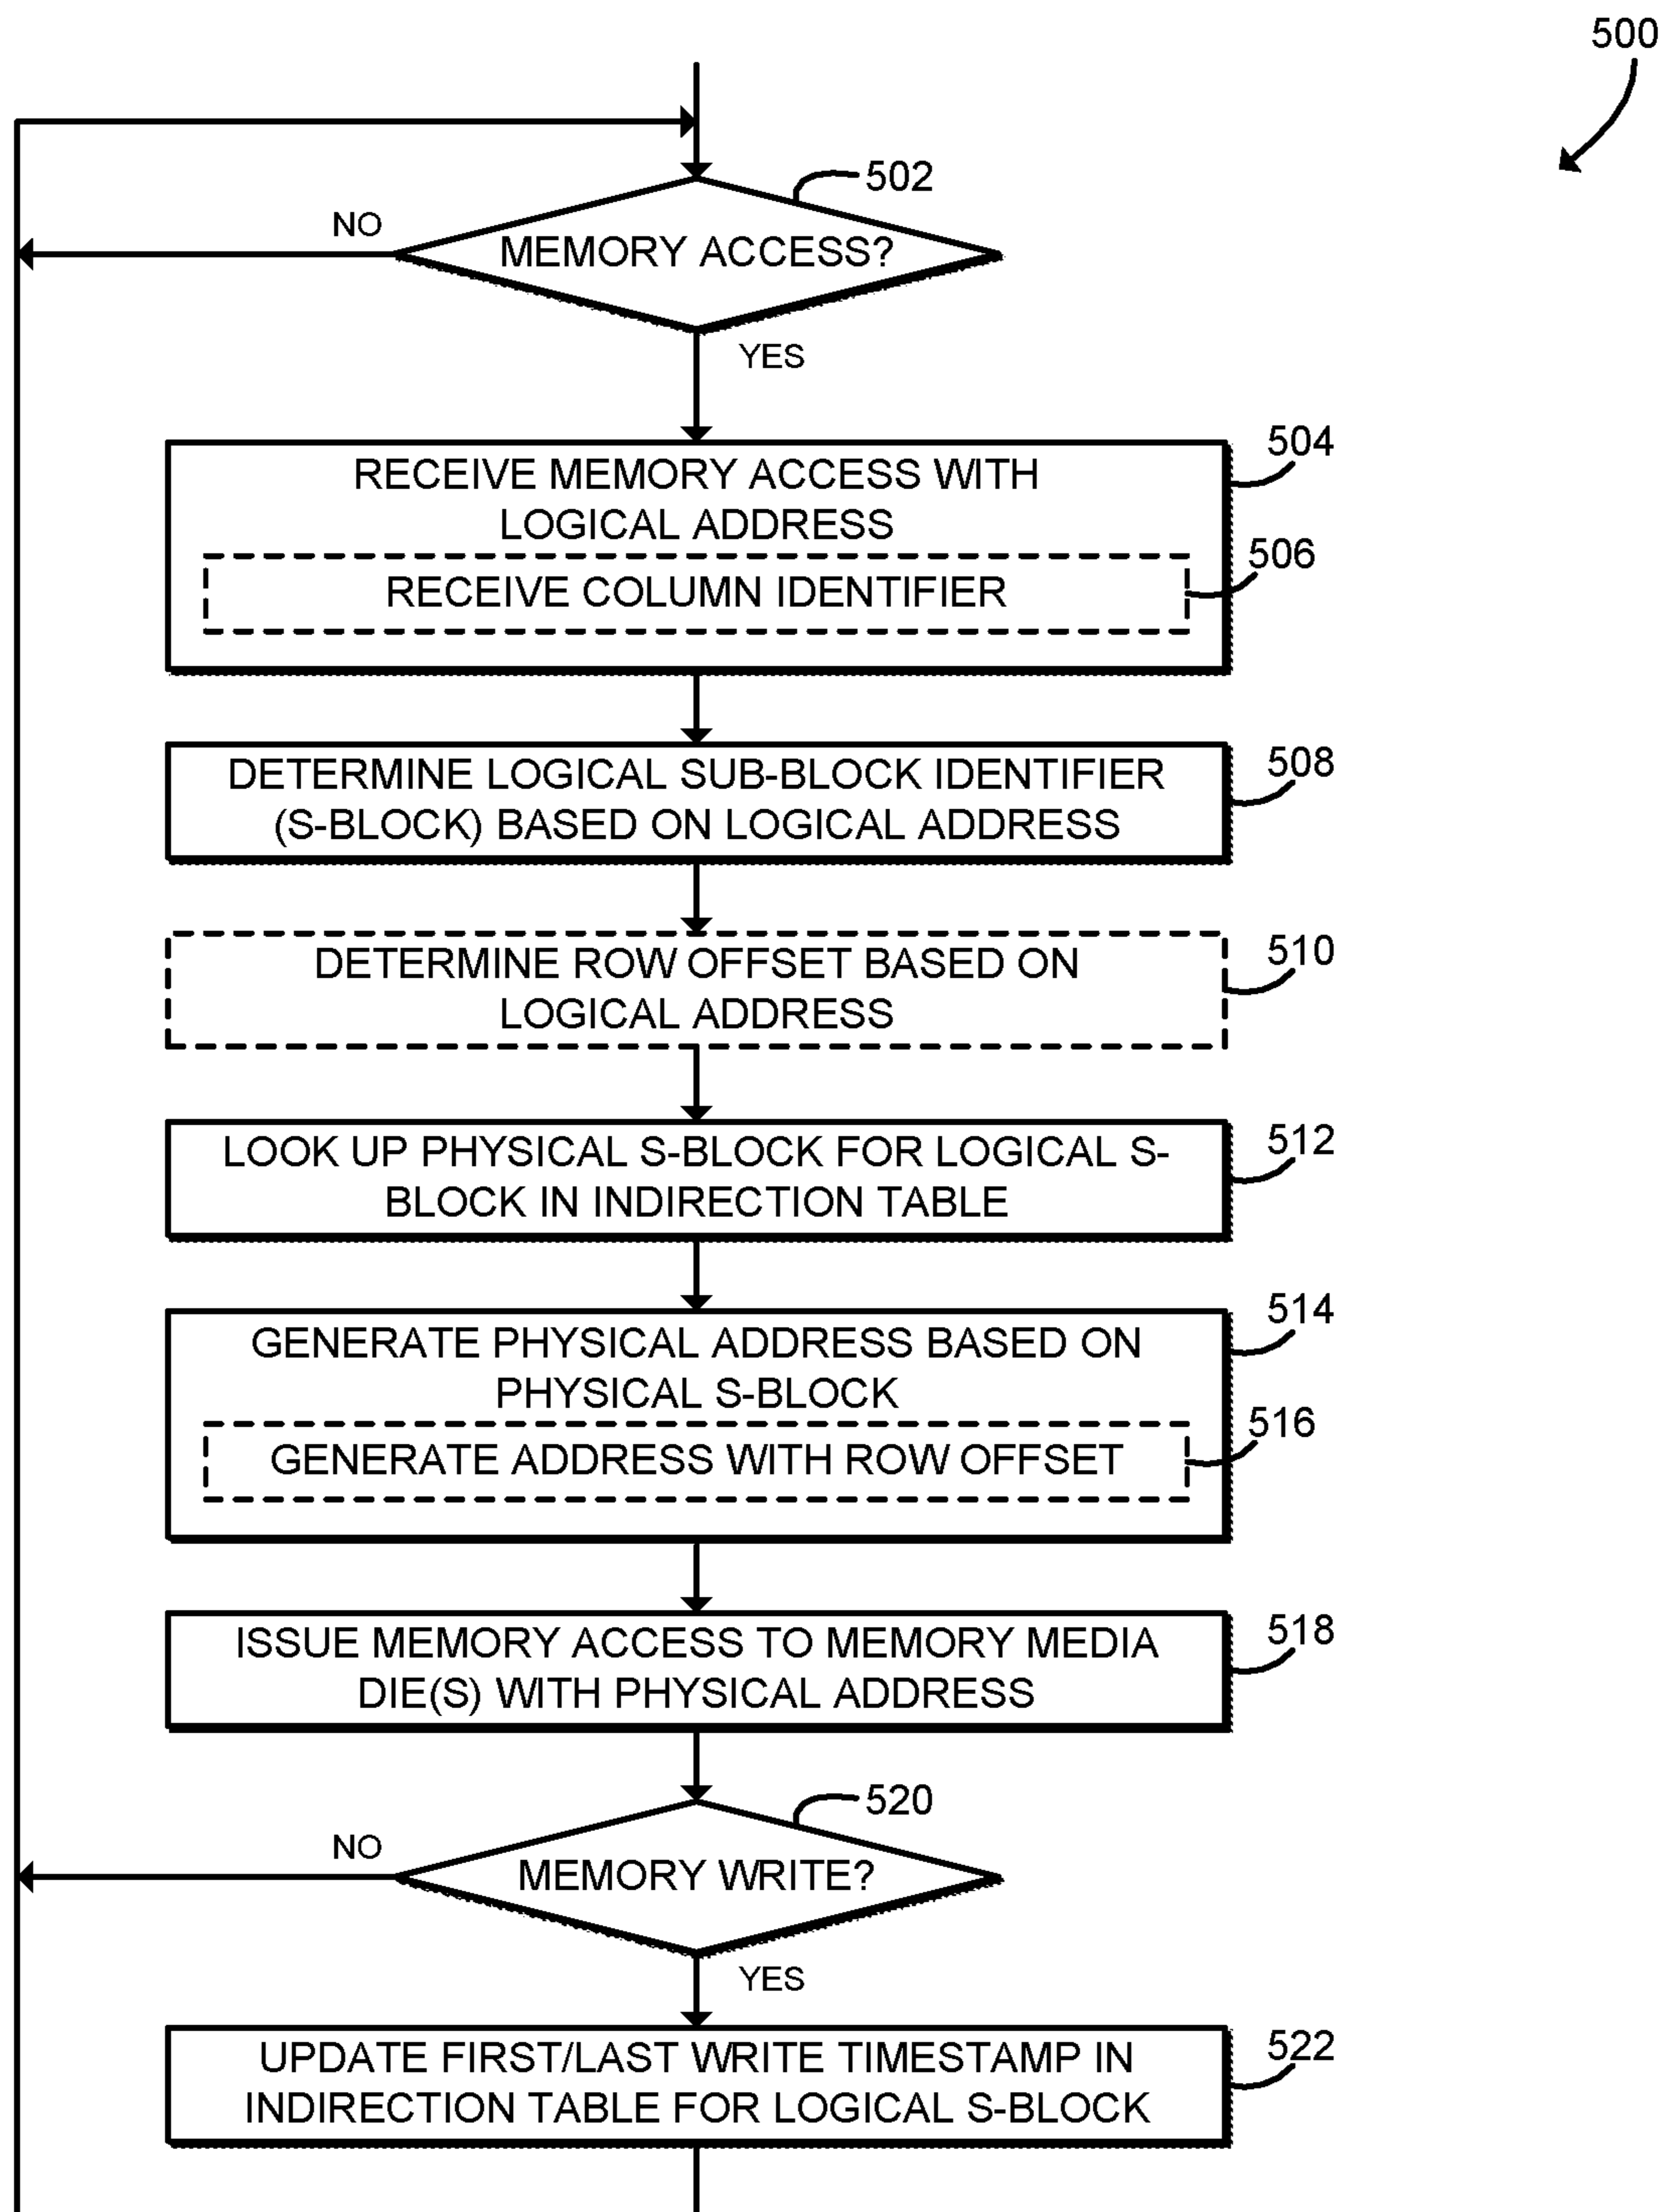 500
502
NO
MEMORY ACCESS?
YES
504
RECEIVE MEMORY ACCESS WITH
LOGICAL ADDRESS
506
RECEIVE COLUMN IDENTIFIER
508
DETERMINE LOGICAL SUB-BLOCK IDENTIFIER
(S-BLOCK) BASED ON LOGICAL ADDRESS
510
DETERMINE ROW OFFSET BASED ON
LOGICAL ADDRESS
512
LOOK UP PHYSICAL S-BLOCK FOR LOGICAL S-
BLOCK IN INDIRECTION TABLE
514
GENERATE PHYSICAL ADDRESS BASED ON
PHYSICAL S-BLOCK
516
GENERATE ADDRESS WITH ROW OFFSET
518
ISSUE MEMORY ACCESS TO MEMORY MEDIA
DIE(S) WITH PHYSICAL ADDRESS
520
NO
MEMORY WRITE?
YES
522
UPDATE FIRST/LAST WRITE TIMESTAMP IN
INDIRECTION TABLE FOR LOGICAL S-BLOCK